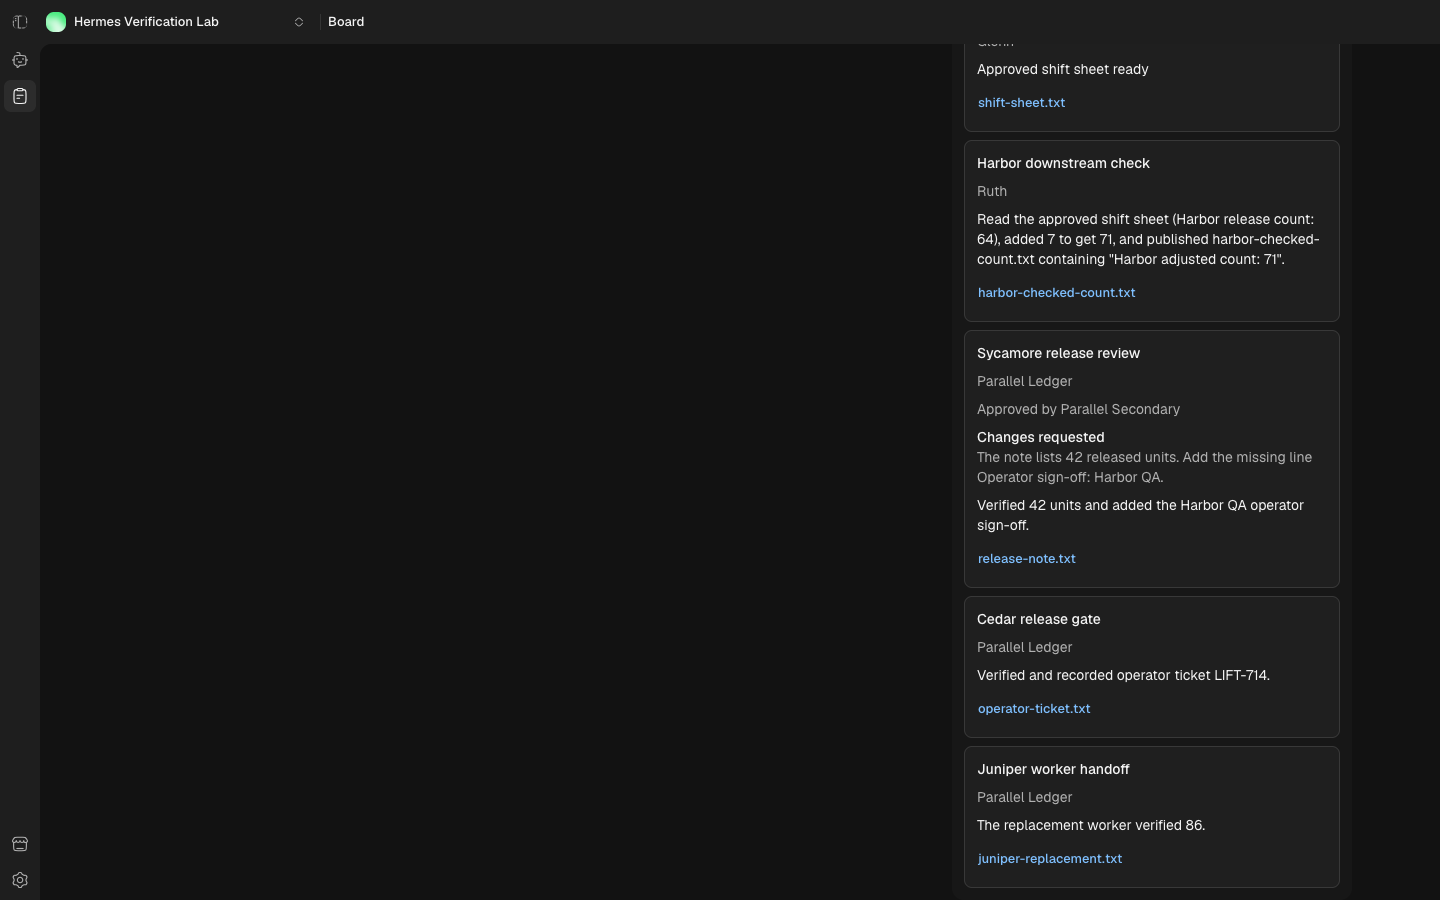 Hermes Verification Lab
Board
Glenn
Approved shift sheet ready
shift-sheet.txt
Harbor downstream check
Ruth
Read the approved shift sheet (Harbor release count:
64), added 7 to get 71, and published harbor-checked-
count.txt containing "Harbor adjusted count: 71".
harbor-checked-count.txt
Sycamore release review
Parallel Ledger
Approved by Parallel Secondary
Changes requested
The note lists 42 released units. Add the missing line
Operator sign-off: Harbor QA.
Verified 42 units and added the Harbor QA operator
sign-off.
release-note.txt
Cedar release gate
Parallel Ledger
Verified and recorded operator ticket LIFT-714.
operator-ticket.txt
Juniper worker handoff
Parallel Ledger
The replacement worker verified 86.
juniper-replacement.txt